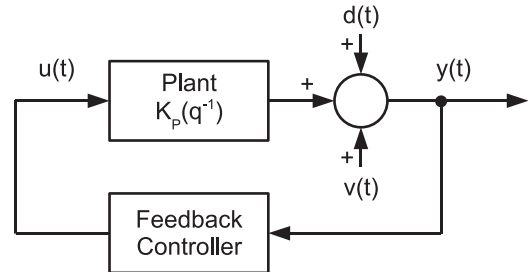 d(t)
+
u(t)
Plant
K_P(q^-1)
+
y(t)
+
v(t)
Feedback
Controller